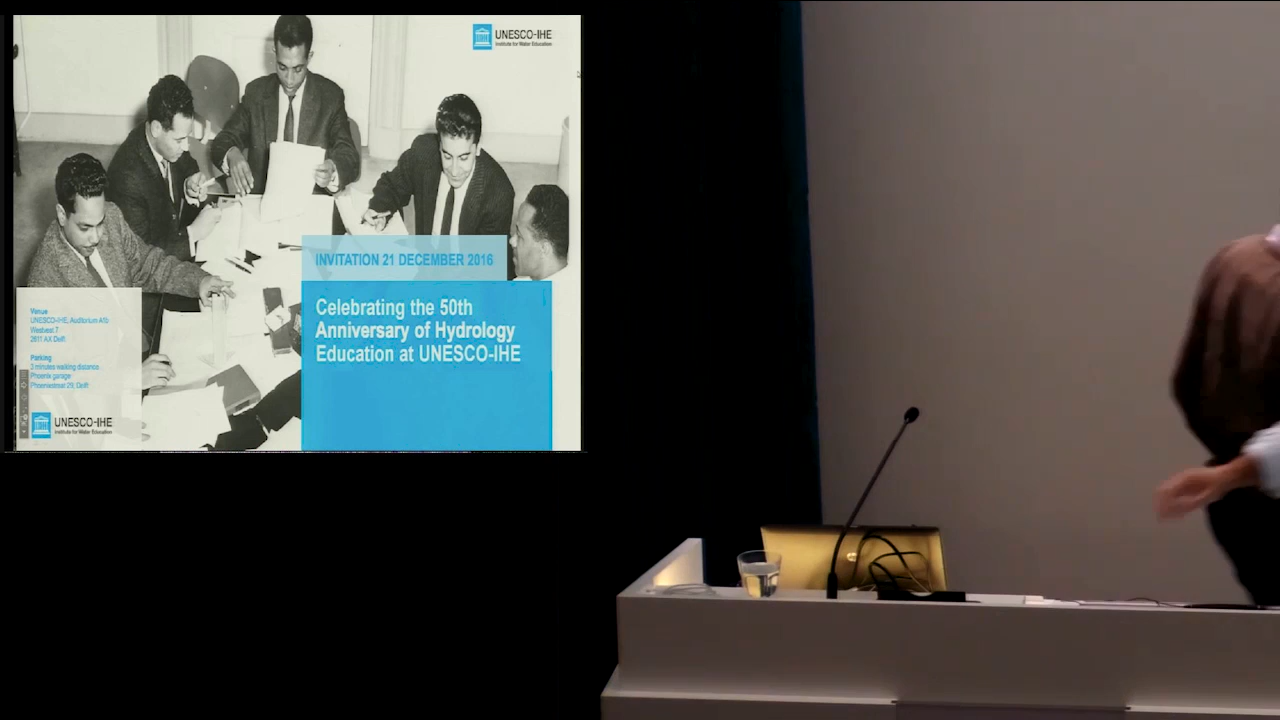 UNESCO-IHE
Institute for Water Education
INVITATION 21 DECEMBER 2016
Celebrating the 50th
Anniversary of Hydrology
Education at UNESCO-IHE
Venue
UNESCO-IHE, Auditorium A1b
Westvest 7
2611 AX Delft
Parking
3 minutes walking distance
Phoenix garage
Phoenixstraat 29, Delft
UNESCO-IHE
Institute for Water Education